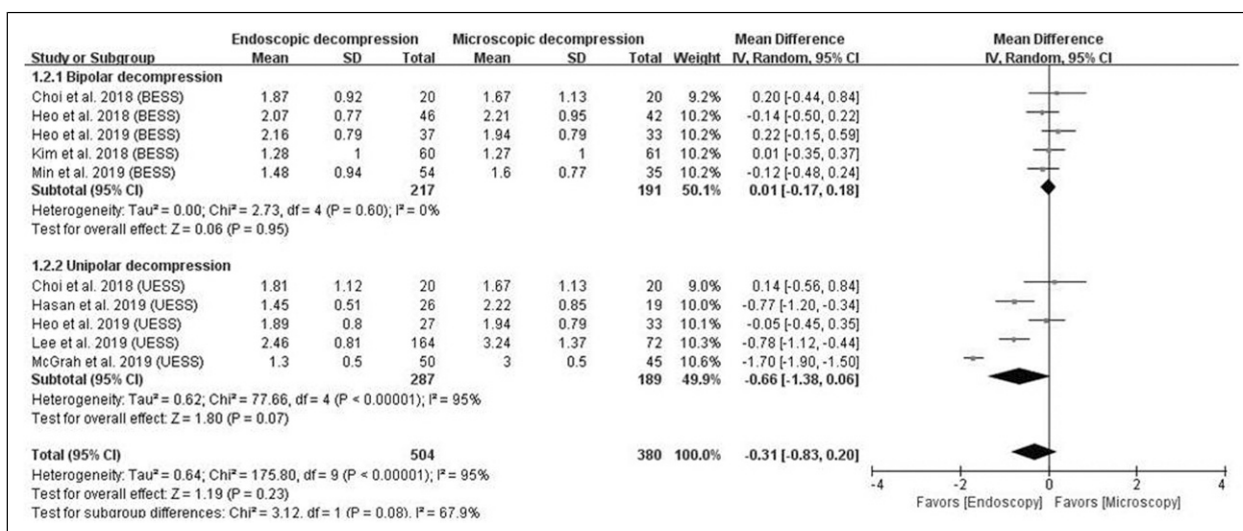 Endoscopic decompression Microscopic decompression Mean Difference Mean Difference
Study or Subgroup Mean SD Total Mean SD Total Weight IV, Random, 95% CI IV, Random, 95% CI
1.2.1 Bipolar decompression
Choi et al. 2018 (BESS) 1.87 0.92 20 1.67 1.13 20 9.2% 0.20 [-0.44, 0.84]
Heo et al. 2018 (BESS) 2.07 0.77 46 2.21 0.95 42 10.2% -0.14 [-0.50, 0.22]
Heo et al. 2019 (BESS) 2.16 0.79 37 1.94 0.79 33 10.2% 0.22 [-0.15, 0.59]
Kim et al. 2018 (BESS) 1.28 1 60 1.27 1 61 10.2% 0.01 [-0.35, 0.37]
Min et al. 2019 (BESS) 1.48 0.94 54 1.6 0.77 35 10.2% -0.12 [-0.48, 0.24]
Subtotal (95% CI) 217 191 50.1% 0.01 [-0.17, 0.18]
Heterogeneity: Tau² = 0.00; Chi² = 2.73, df = 4 (P = 0.60); I² = 0%
Test for overall effect: Z = 0.06 (P = 0.95)
1.2.2 Unipolar decompression
Choi et al. 2018 (UESS) 1.81 1.12 20 1.67 1.13 20 9.0% 0.14 [-0.56, 0.84]
Hasan et al. 2019 (UESS) 1.45 0.51 26 2.22 0.85 19 10.0% -0.77 [-1.20, -0.34]
Heo et al. 2019 (UESS) 1.89 0.8 27 1.94 0.79 33 10.1% -0.05 [-0.45, 0.35]
Lee et al. 2019 (UESS) 2.46 0.81 164 3.24 1.37 72 10.3% -0.78 [-1.12, -0.44]
McGrah et al. 2019 (UESS) 1.3 0.5 50 3 0.5 45 10.6% -1.70 [-1.90, -1.50]
Subtotal (95% CI) 287 189 49.9% -0.66 [-1.38, 0.06]
Heterogeneity: Tau² = 0.62; Chi² = 77.66, df = 4 (P < 0.00001); I² = 95%
Test for overall effect: Z = 1.80 (P = 0.07)
Total (95% CI) 504 380 100.0% -0.31 [-0.83, 0.20]
Heterogeneity: Tau² = 0.64; Chi² = 175.80, df = 9 (P < 0.00001); I² = 95%
Test for overall effect: Z = 1.19 (P = 0.23)
Test for subgroup differences: Chi² = 3.12, df = 1 (P = 0.08), I² = 67.9%
-4 -2 0 2 4
Favors [Endoscopy] Favors [Microscopy]